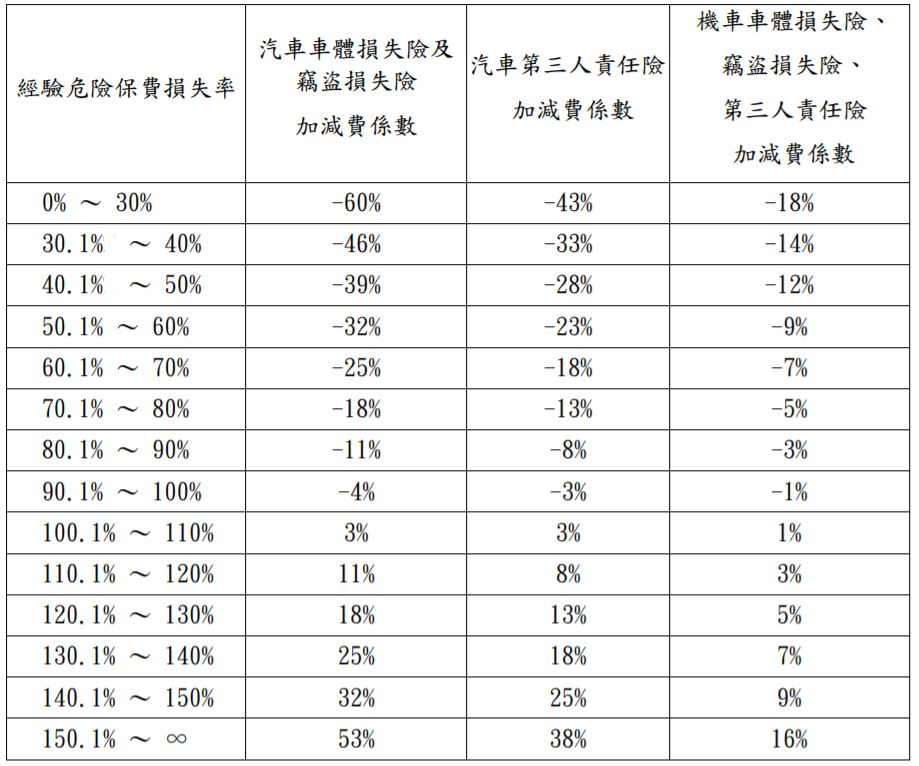 經驗危險保費損失率
汽車車體損失險及
竊盜損失險
加減費係數
汽車第三人責任險
加減費係數
機車車體損失險、
竊盜損失險、
第三人責任險
加減費係數
0% ～ 30% -60% -43% -18%
30.1% ～ 40% -46% -33% -14%
40.1% ～ 50% -39% -28% -12%
50.1% ～ 60% -32% -23% -9%
60.1% ～ 70% -25% -18% -7%
70.1% ～ 80% -18% -13% -5%
80.1% ～ 90% -11% -8% -3%
90.1% ～ 100% -4% -3% -1%
100.1% ～ 110% 3% 3% 1%
110.1% ～ 120% 11% 8% 3%
120.1% ～ 130% 18% 13% 5%
130.1% ～ 140% 25% 18% 7%
140.1% ～ 150% 32% 25% 9%
150.1% ～ ∞ 53% 38% 16%